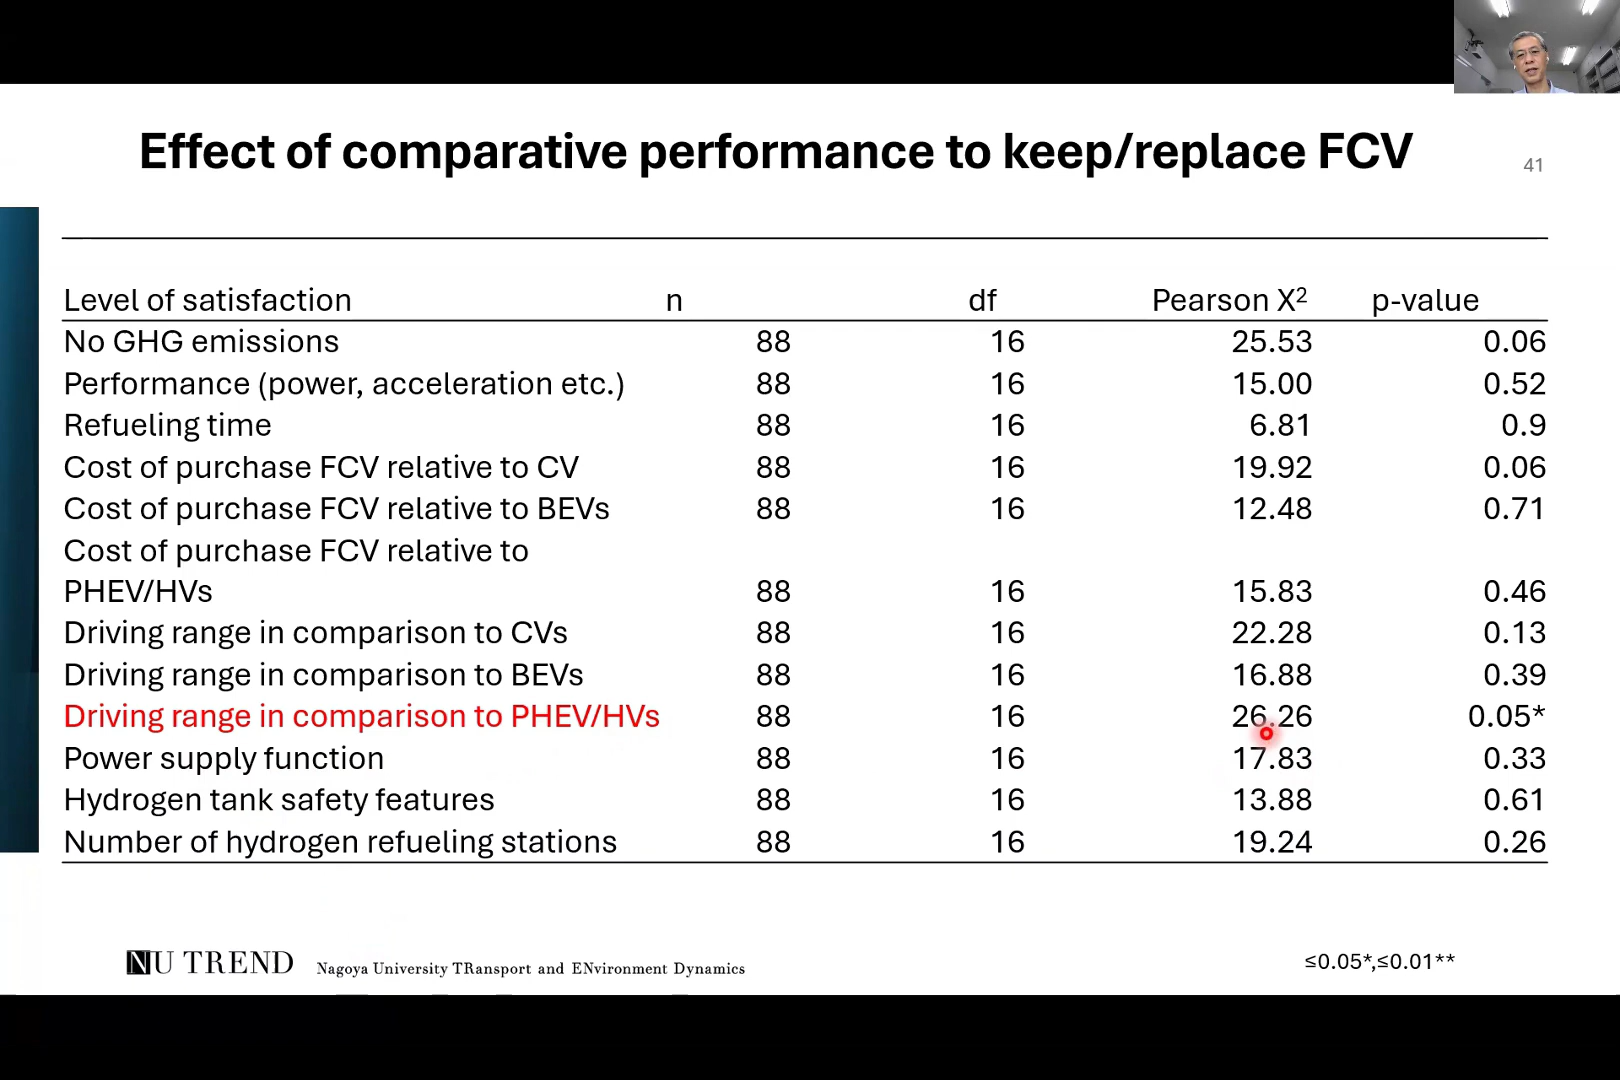 Effect of comparative performance to keep/replace FCV
41
Level of satisfaction n df Pearson X² p-value
No GHG emissions 88 16 25.53 0.06
Performance (power, acceleration etc.) 88 16 15.00 0.52
Refueling time 88 16 6.81 0.9
Cost of purchase FCV relative to CV 88 16 19.92 0.06
Cost of purchase FCV relative to BEVs 88 16 12.48 0.71
Cost of purchase FCV relative to
PHEV/HVs 88 16 15.83 0.46
Driving range in comparison to CVs 88 16 22.28 0.13
Driving range in comparison to BEVs 88 16 16.88 0.39
Driving range in comparison to PHEV/HVs 88 16 26.26 0.05*
Power supply function 88 16 17.83 0.33
Hydrogen tank safety features 88 16 13.88 0.61
Number of hydrogen refueling stations 88 16 19.24 0.26
NU TREND Nagoya University TRansport and ENvironment Dynamics
≤0.05*,≤0.01**